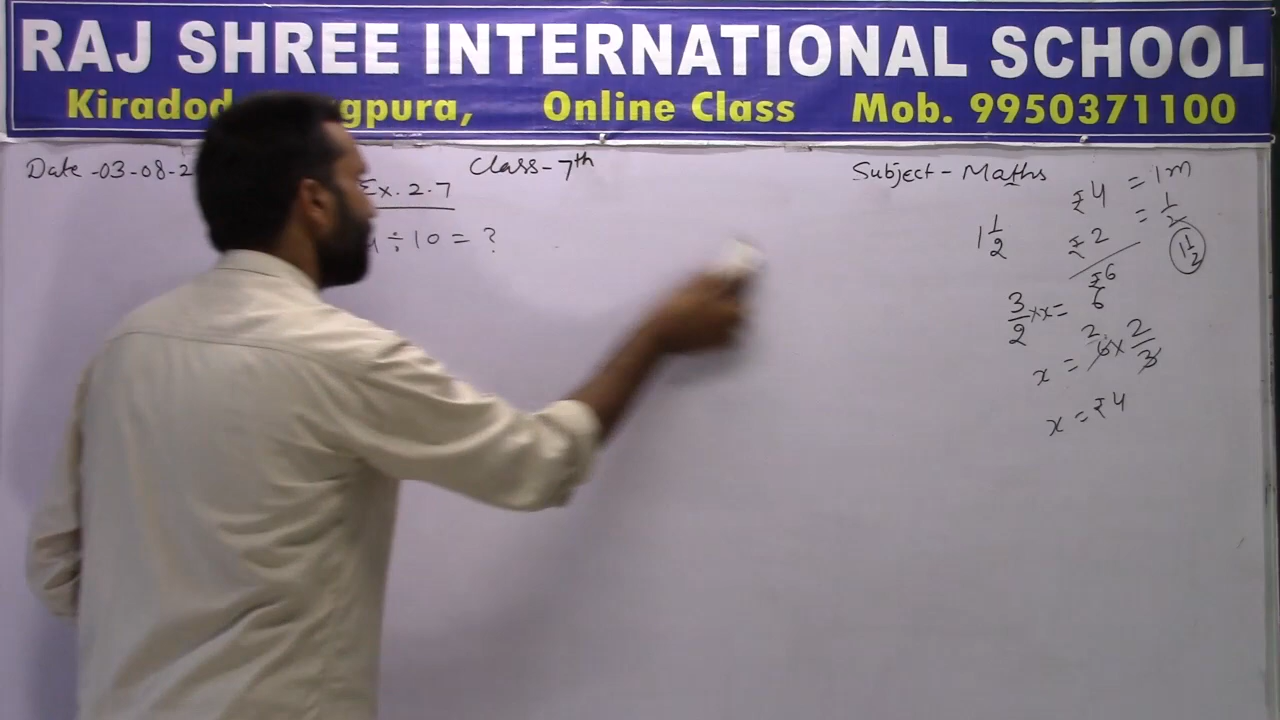 RAJ SHREE INTERNATIONAL SCHOOL
Online Class Mob. 9950371100
Date -03-08-2
Class-7th
Subject - Maths
Ex. 2.7
÷ 10 = ?
₹4 = 1m
₹2 = 1/2
₹6
1 1/2
1 1/2
3/2 × x = 6
x = 6 × 2/3
2
x = ₹4